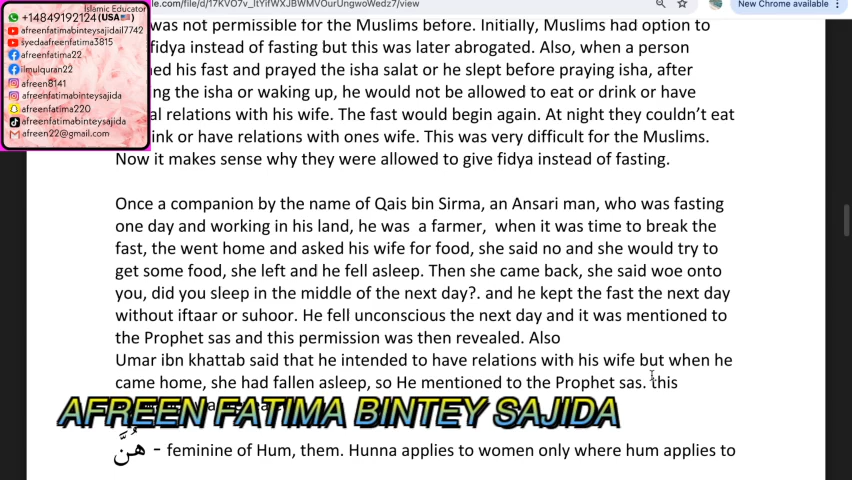 Islamic Educator
+14849192124 (USA)
afreenfatimabinteysajidail7742
syedaafreenfatima3815
afreenfatima22
ilmulquran22
afreen8141
afreenfatimabinteysajida
afreenfatima220
afreenfatimabinteysajida
afreen22@gmail.com
New Chrome available
was not permissible for the Muslims before. Initially, Muslims had option to
fidya instead of fasting but this was later abrogated. Also, when a person
his fast and prayed the isha salat or he slept before praying isha, after
the isha or waking up, he would not be allowed to eat or drink or have
relations with his wife. The fast would begin again. At night they couldn't eat
or have relations with ones wife. This was very difficult for the Muslims.
Now it makes sense why they were allowed to give fidya instead of fasting.
Once a companion by the name of Qais bin Sirma, an Ansari man, who was fasting
one day and working in his land, he was a farmer, when it was time to break the
fast, the went home and asked his wife for food, she said no and she would try to
get some food, she left and he fell asleep. Then she came back, she said woe onto
you, did you sleep in the middle of the next day?. and he kept the fast the next day
without iftaar or suhoor. He fell unconscious the next day and it was mentioned to
the Prophet sas and this permission was then revealed. Also
Umar ibn khattab said that he intended to have relations with his wife but when he
came home, she had fallen asleep, so He mentioned to the Prophet sas. this
AFREEN FATIMA BINTEY SAJIDA
هُنَّ – feminine of Hum, them. Hunna applies to women only where hum applies to